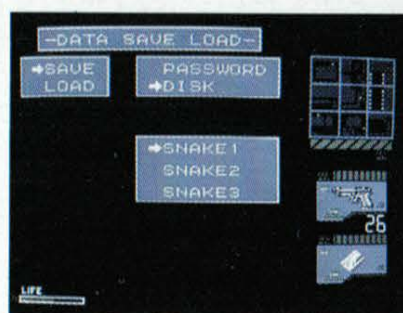 -DATA SAVE LOAD-
➡SAVE
LOAD
PASSWORD
➡DISK
➡SNAKE1
SNAKE2
SNAKE3
26
LIFE